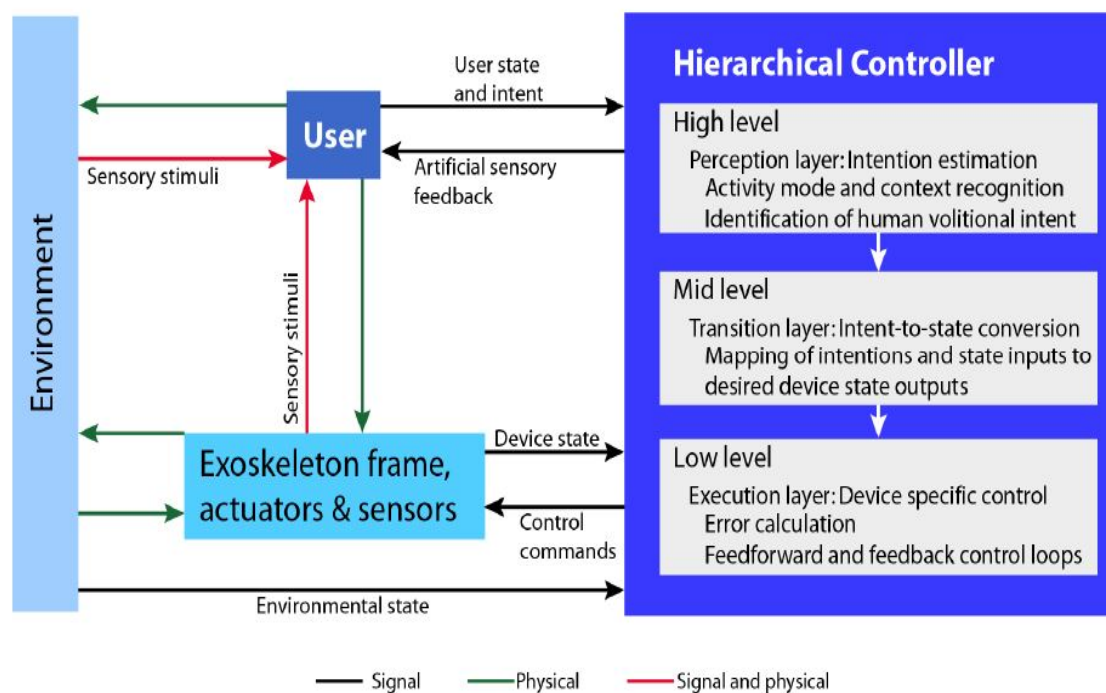 Hierarchical Controller
User state
and intent
High level
User
Perception layer: Intention estimation
Activity mode and context recognition
Identification of human volitional intent
Sensory stimuli
Artificial sensory
feedback
Environment
Sensory stimuli
Mid level
Transition layer: Intent-to-state conversion
Mapping of intentions and state inputs to
desired device state outputs
Exoskeleton frame,
actuators & sensors
Device state
Control
commands
Low level
Execution layer: Device specific control
Error calculation
Feedforward and feedback control loops
Environmental state
Signal
Physical
Signal and physical